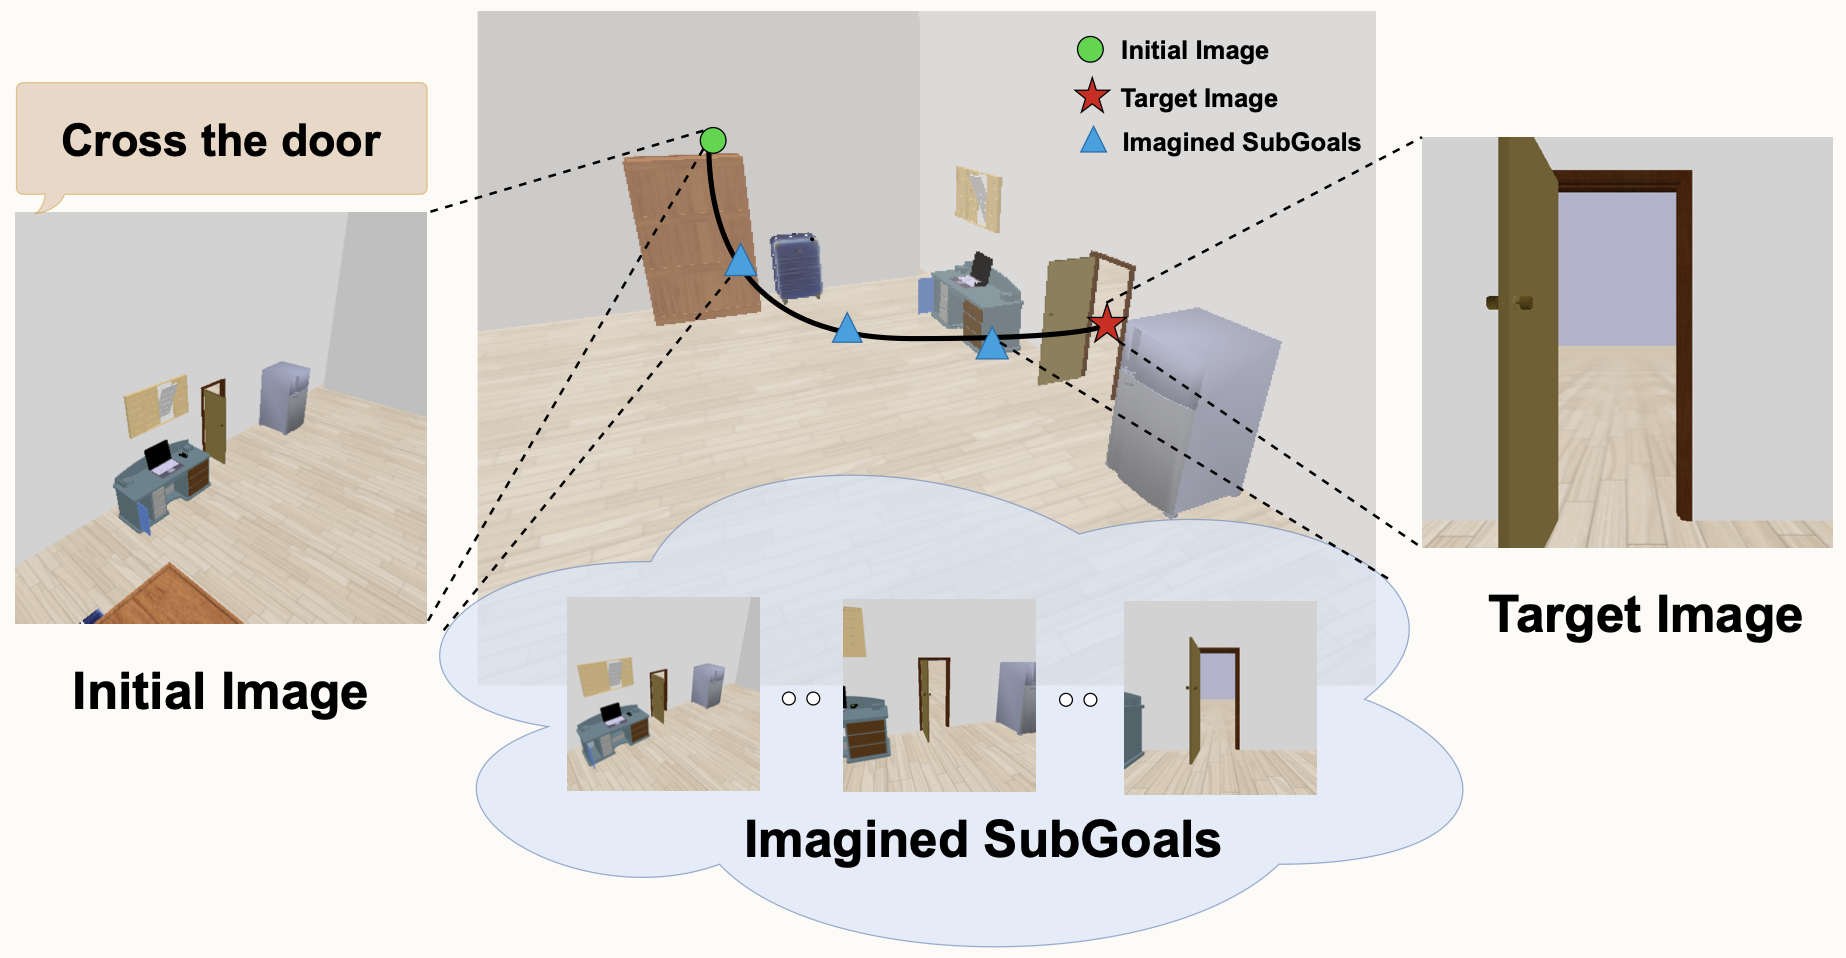 Cross the door
Initial Image
Target Image
Imagined SubGoals
Initial Image
Target Image
Imagined SubGoals